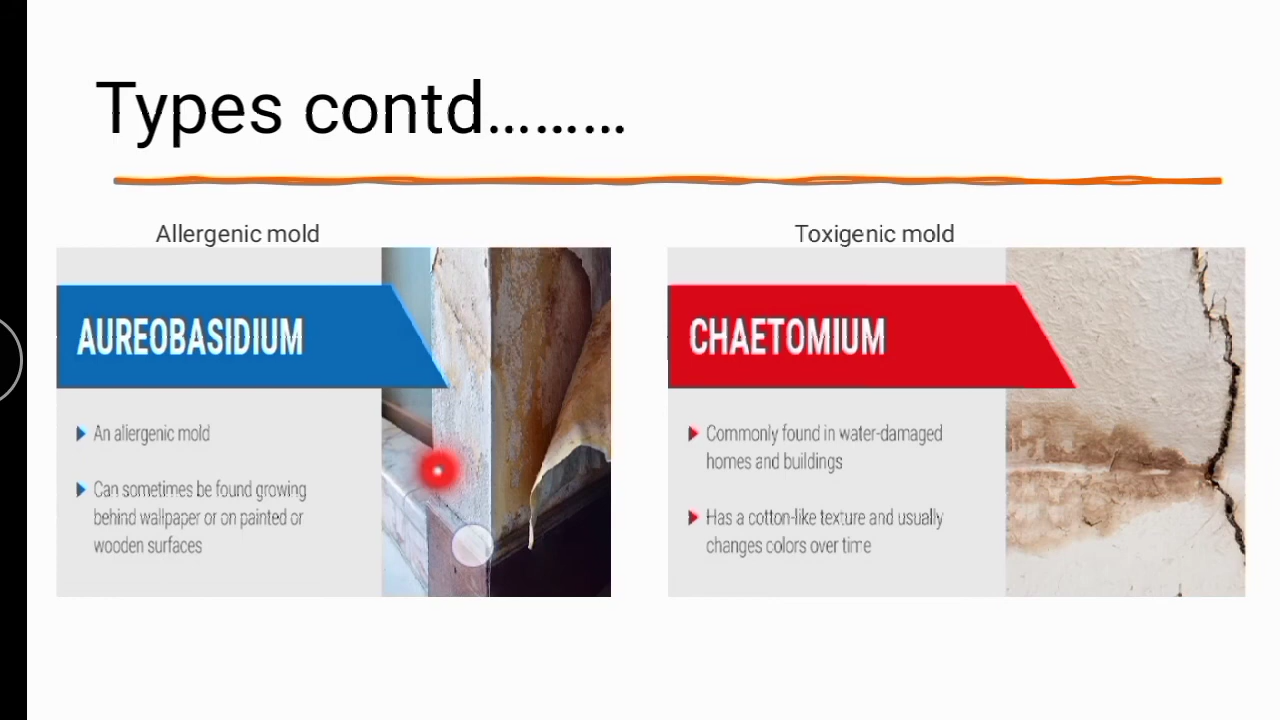 Types contd.........
Allergenic mold
AUREOBASIDIUM
An allergenic mold
Can sometimes be found growing
behind wallpaper or on painted or
wooden surfaces
Toxigenic mold
CHAETOMIUM
Commonly found in water-damaged
homes and buildings
Has a cotton-like texture and usually
changes colors over time